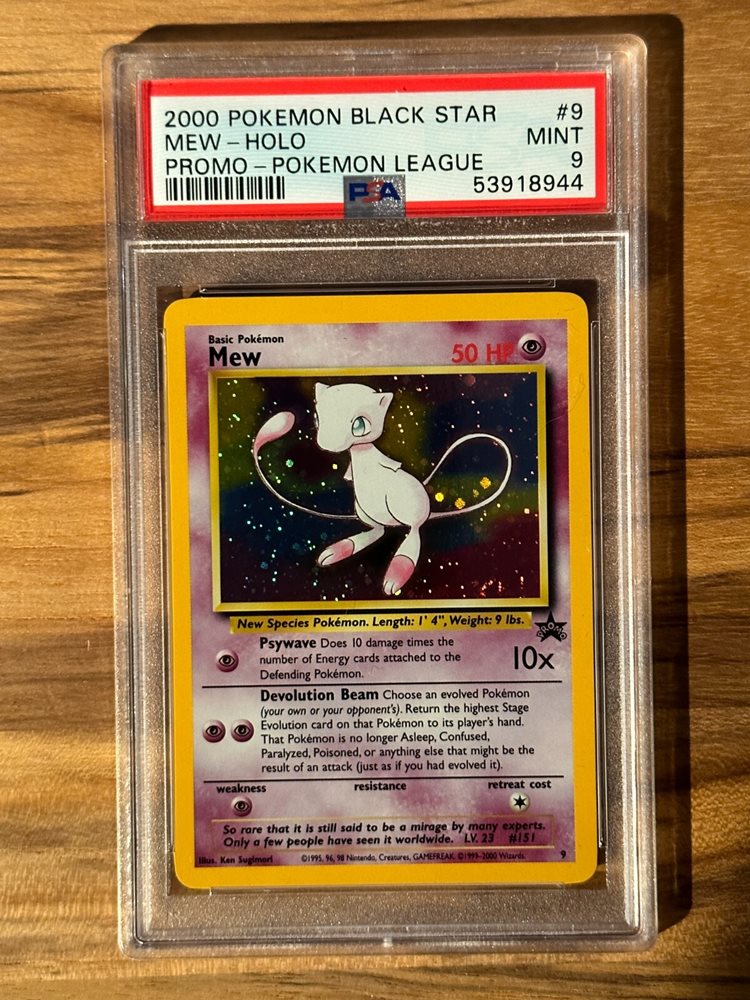 2000 POKEMON BLACK STAR #9
MEW – HOLO MINT
PROMO – POKEMON LEAGUE 9
PSA 53918944
Basic Pokémon
Mew 50 HP
New Species Pokémon. Length: 1' 4", Weight: 9 lbs.
PROMO
Psywave Does 10 damage times the
number of Energy cards attached to the 10x
Defending Pokémon.
Devolution Beam Choose an evolved Pokémon
(your own or your opponent's). Return the highest Stage
Evolution card on that Pokémon to its player's hand.
That Pokémon is no longer Asleep, Confused,
Paralyzed, Poisoned, or anything else that might be the
result of an attack (just as if you had evolved it).
weakness resistance retreat cost
So rare that it is still said to be a mirage by many experts.
Only a few people have seen it worldwide. LV. 23 #151
Illus. Ken Sugimori ©1995, 96, 98 Nintendo, Creatures, GAMEFREAK. ©1999-2000 Wizards. 9